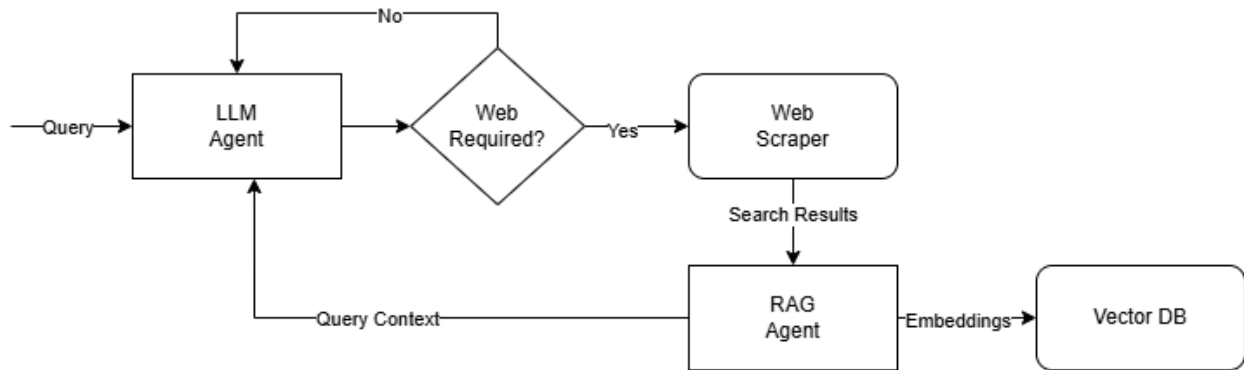 No
Query
LLM
Agent
Web
Required?
Yes
Web
Scraper
Search Results
Query Context
RAG
Agent
Embeddings
Vector DB